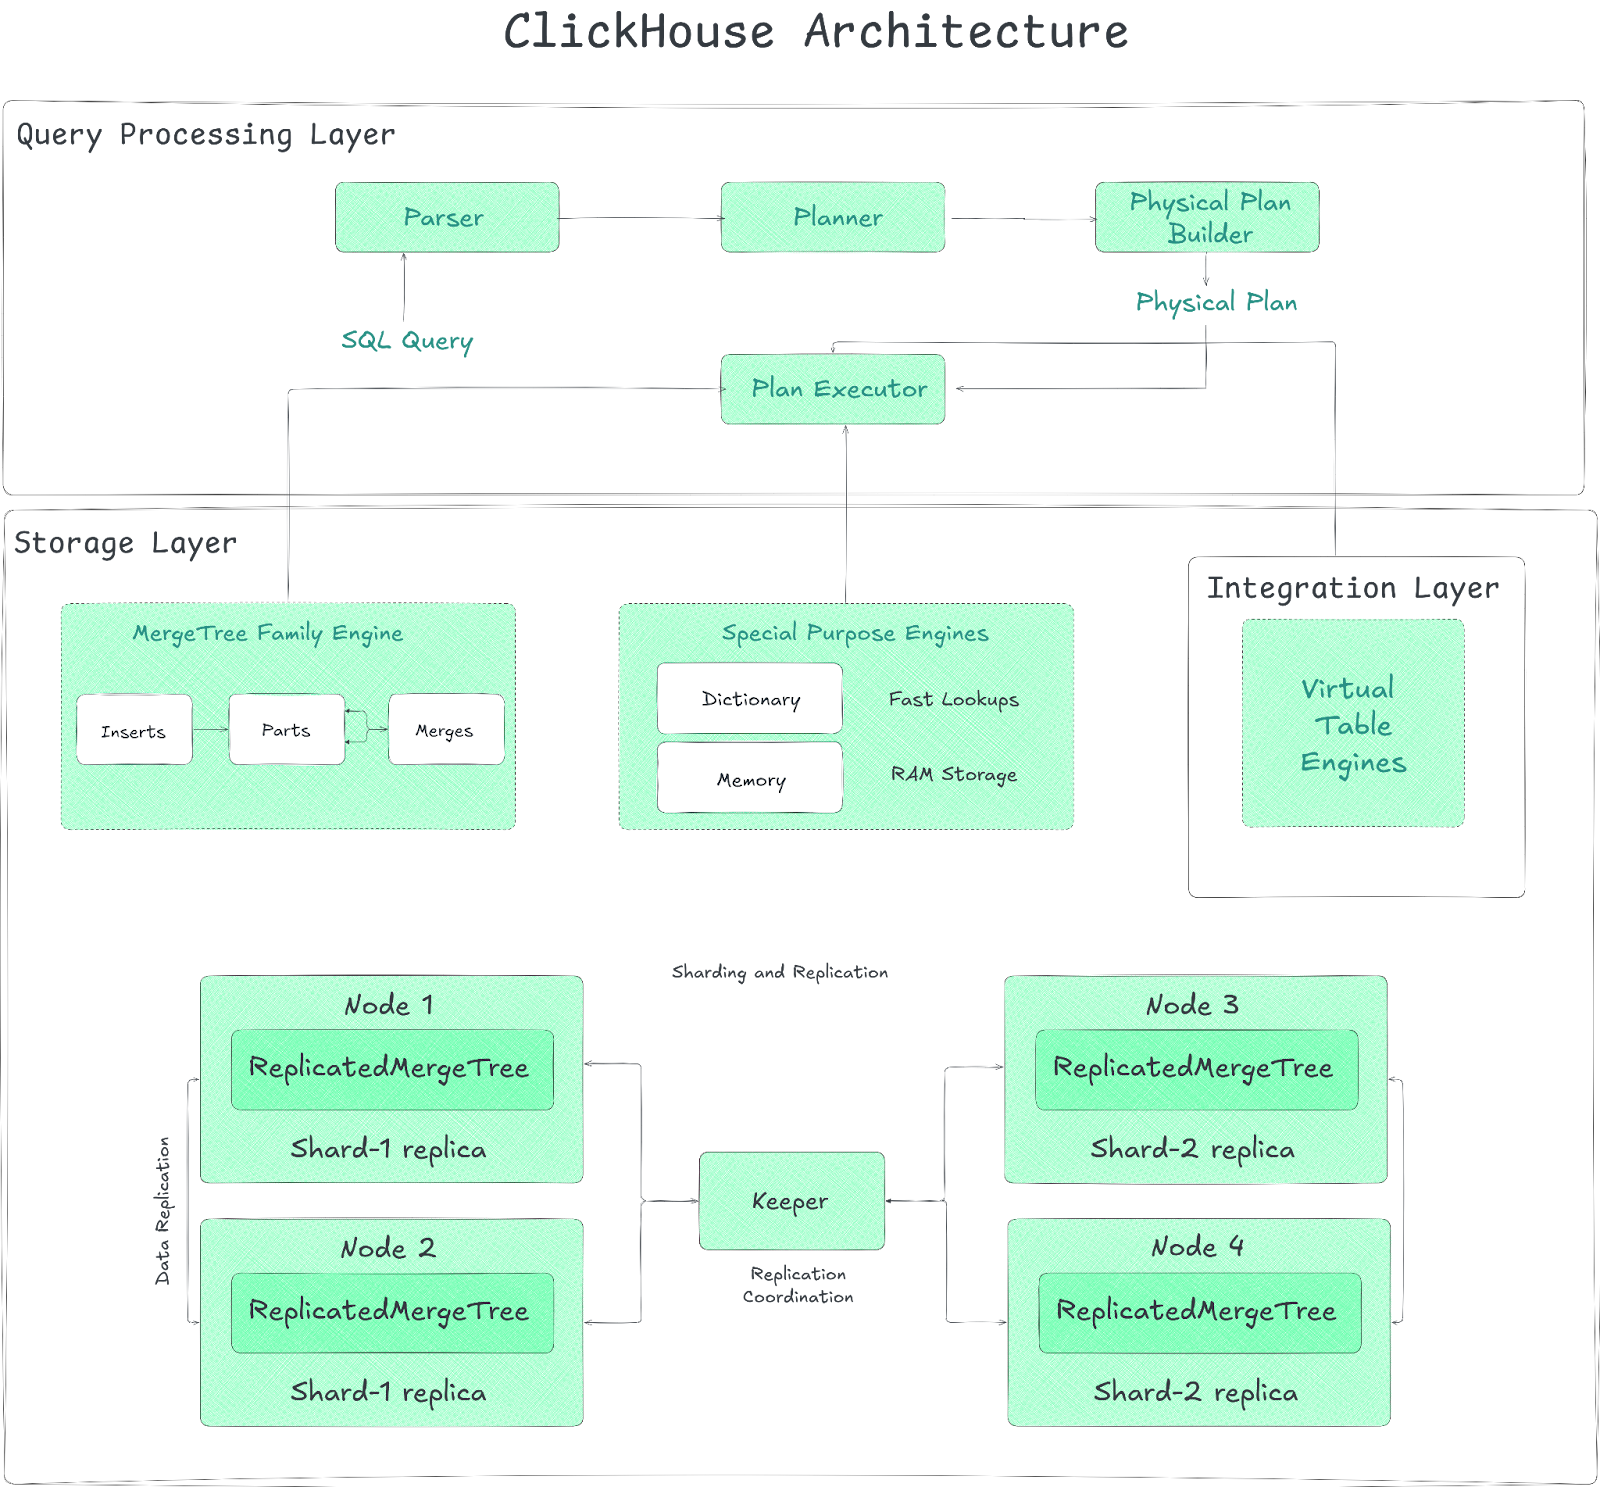 ClickHouse Architecture
Query Processing Layer
Parser
Planner
Physical Plan
Builder
Physical Plan
SQL Query
Plan Executor
Storage Layer
MergeTree Family Engine
Inserts
Parts
Merges
Special Purpose Engines
Dictionary
Fast Lookups
Memory
RAM Storage
Integration Layer
Virtual
Table
Engines
Sharding and Replication
Node 1
ReplicatedMergeTree
Shard-1 replica
Data Replication
Node 2
ReplicatedMergeTree
Shard-1 replica
Keeper
Replication
Coordination
Node 3
ReplicatedMergeTree
Shard-2 replica
Node 4
ReplicatedMergeTree
Shard-2 replica